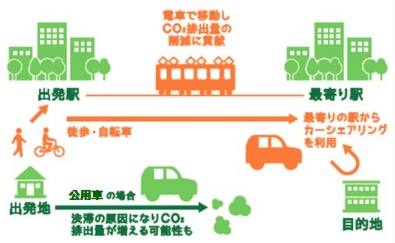 電車で移動し
CO₂排出量の
削減に貢献
出発駅
最寄り駅
徒歩・自転車
最寄りの駅から
カーシェアリング
を利用
公用車 の場合
出発地
渋滞の原因になりCO₂
排出量が増える可能性も
目的地